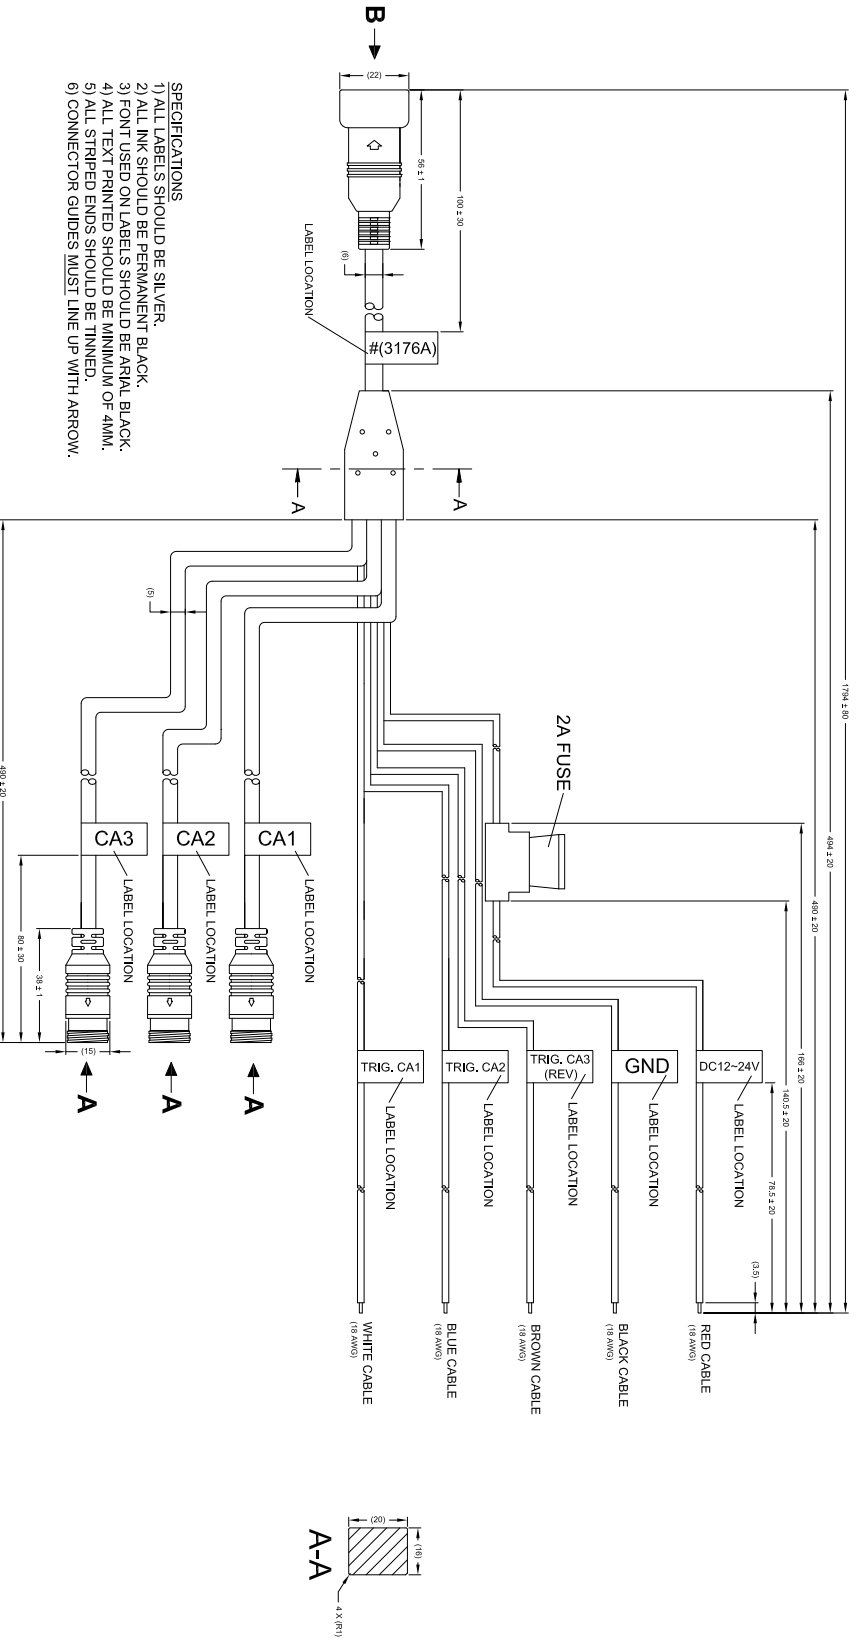 B
(22)
56 ± 1
100 ± 30
1794 ± 80
(6)
LABEL LOCATION
#(3176A)
A
A
494 ± 20
490 ± 20
166 ± 20
140.5 ± 20
78.5 ± 20
(3.5)
2A FUSE
DC12~24V
LABEL LOCATION
RED CABLE
(18 AWG)
GND
LABEL LOCATION
BLACK CABLE
(18 AWG)
TRIG. CA3
(REV)
LABEL LOCATION
BROWN CABLE
(18 AWG)
TRIG. CA2
LABEL LOCATION
BLUE CABLE
(18 AWG)
TRIG. CA1
LABEL LOCATION
WHITE CABLE
(18 AWG)
CA1
LABEL LOCATION
A
CA2
LABEL LOCATION
A
CA3
LABEL LOCATION
A
(5)
38 ± 1
80 ± 30
490 ± 20
(15)
SPECIFICATIONS
1) ALL LABELS SHOULD BE SILVER.
2) ALL INK SHOULD BE PERMANENT BLACK.
3) FONT USED ON LABELS SHOULD BE ARIAL BLACK.
4) ALL TEXT PRINTED SHOULD BE MINIMUM OF 4MM.
5) ALL STRIPED ENDS SHOULD BE TINNED.
6) CONNECTOR GUIDES MUST LINE UP WITH ARROW.
(16)
(20)
4 X (R1)
A-A